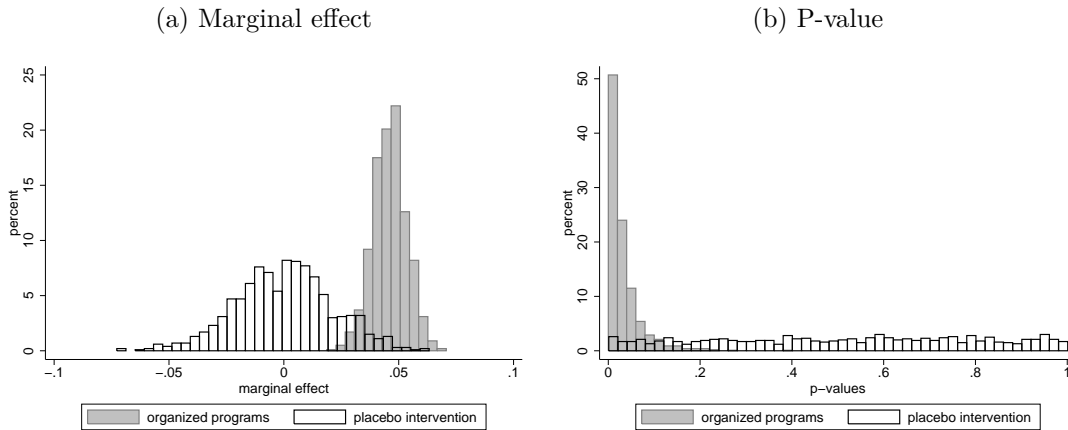 (a) Marginal effect
25
20
15
10
5
0
percent
−.1
−.05
0
.05
.1
marginal effect
organized programs
placebo intervention
(b) P-value
50
40
30
20
10
0
percent
0
.2
.4
.6
.8
1
p−values
organized programs
placebo intervention